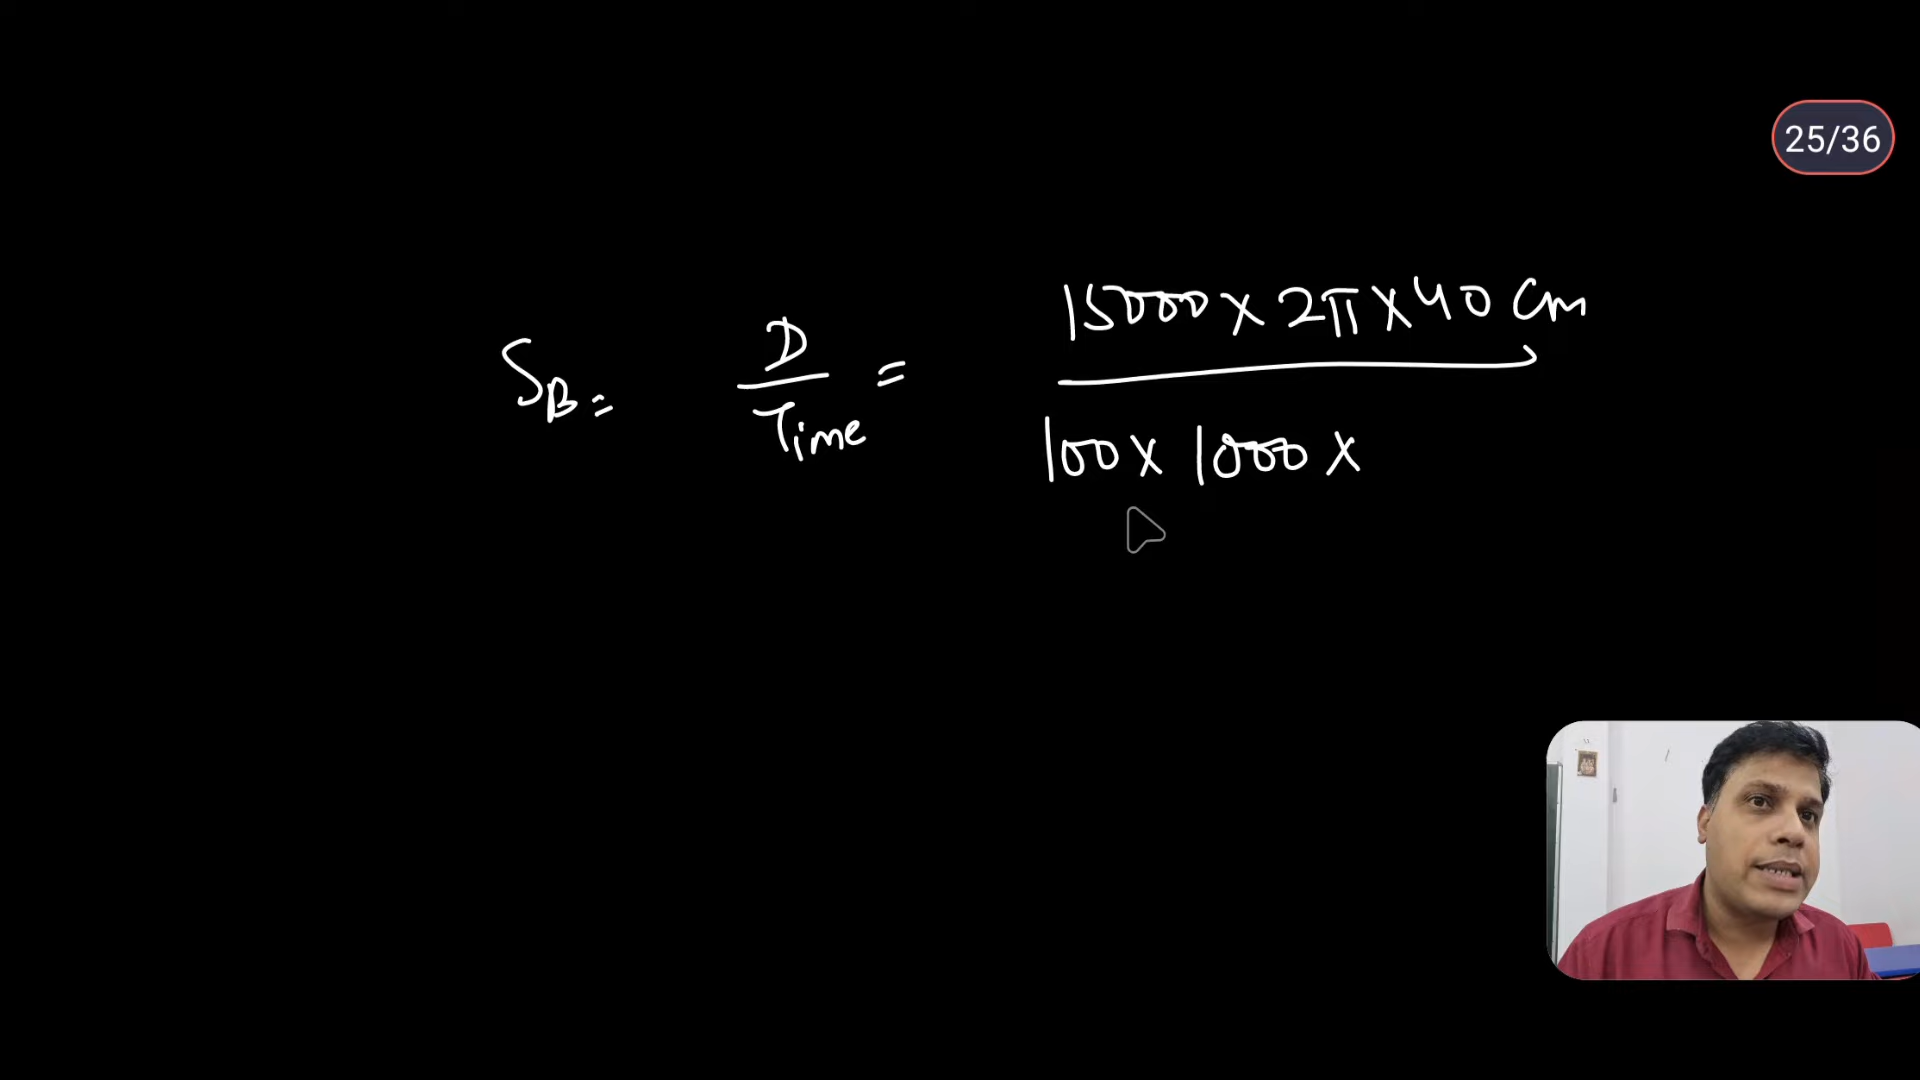 25/36
S_B = D/Time = 15000 x 2π x 40 cm
100 x 1000 x